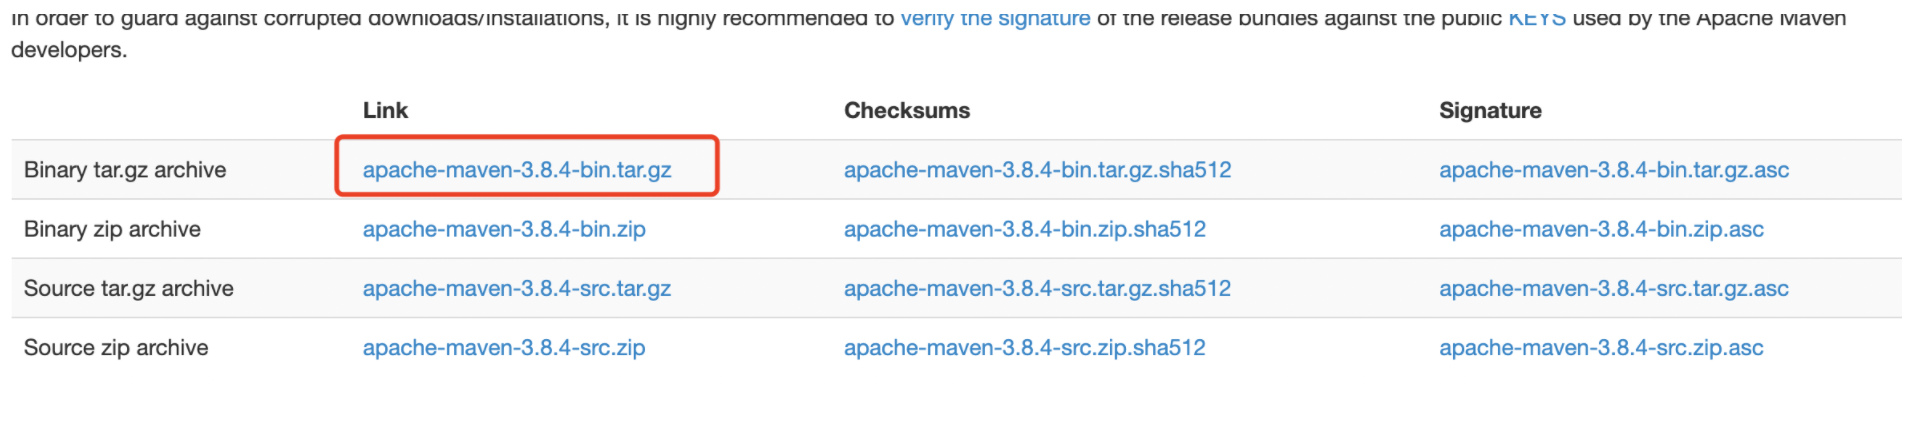 In order to guard against corrupted downloads/installations, it is highly recommended to verify the signature of the release bundles against the public KEYS used by the Apache Maven
developers.
Link Checksums Signature
Binary tar.gz archive apache-maven-3.8.4-bin.tar.gz apache-maven-3.8.4-bin.tar.gz.sha512 apache-maven-3.8.4-bin.tar.gz.asc
Binary zip archive apache-maven-3.8.4-bin.zip apache-maven-3.8.4-bin.zip.sha512 apache-maven-3.8.4-bin.zip.asc
Source tar.gz archive apache-maven-3.8.4-src.tar.gz apache-maven-3.8.4-src.tar.gz.sha512 apache-maven-3.8.4-src.tar.gz.asc
Source zip archive apache-maven-3.8.4-src.zip apache-maven-3.8.4-src.zip.sha512 apache-maven-3.8.4-src.zip.asc